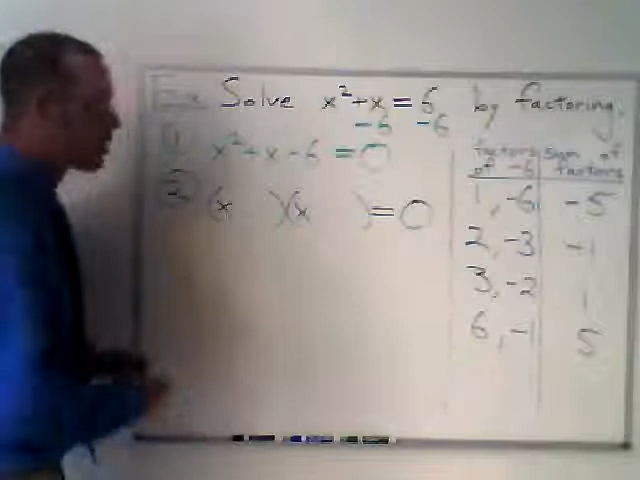 Ex Solve x² + x = 6 by factoring.
-6 -6
① x² + x - 6 = 0
② (x )(x ) = 0
factors of -6 Sum of factors
1, -6 -5
2, -3 -1
3, -2 1
6, -1 5